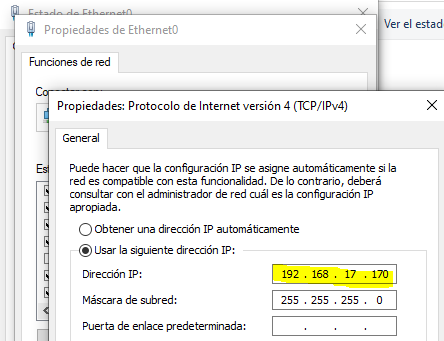 Estado de Ethernet0
Propiedades de Ethernet0
Ver el estado
Funciones de red
Propiedades: Protocolo de Internet versión 4 (TCP/IPv4)
General
Puede hacer que la configuración IP se asigne automáticamente si la
red es compatible con esta funcionalidad. De lo contrario, deberá
consultar con el administrador de red cuál es la configuración IP
apropiada.
Obtener una dirección IP automáticamente
Usar la siguiente dirección IP:
Dirección IP: 192 . 168 . 17 . 170
Máscara de subred: 255 . 255 . 255 . 0
Puerta de enlace predeterminada: . . .